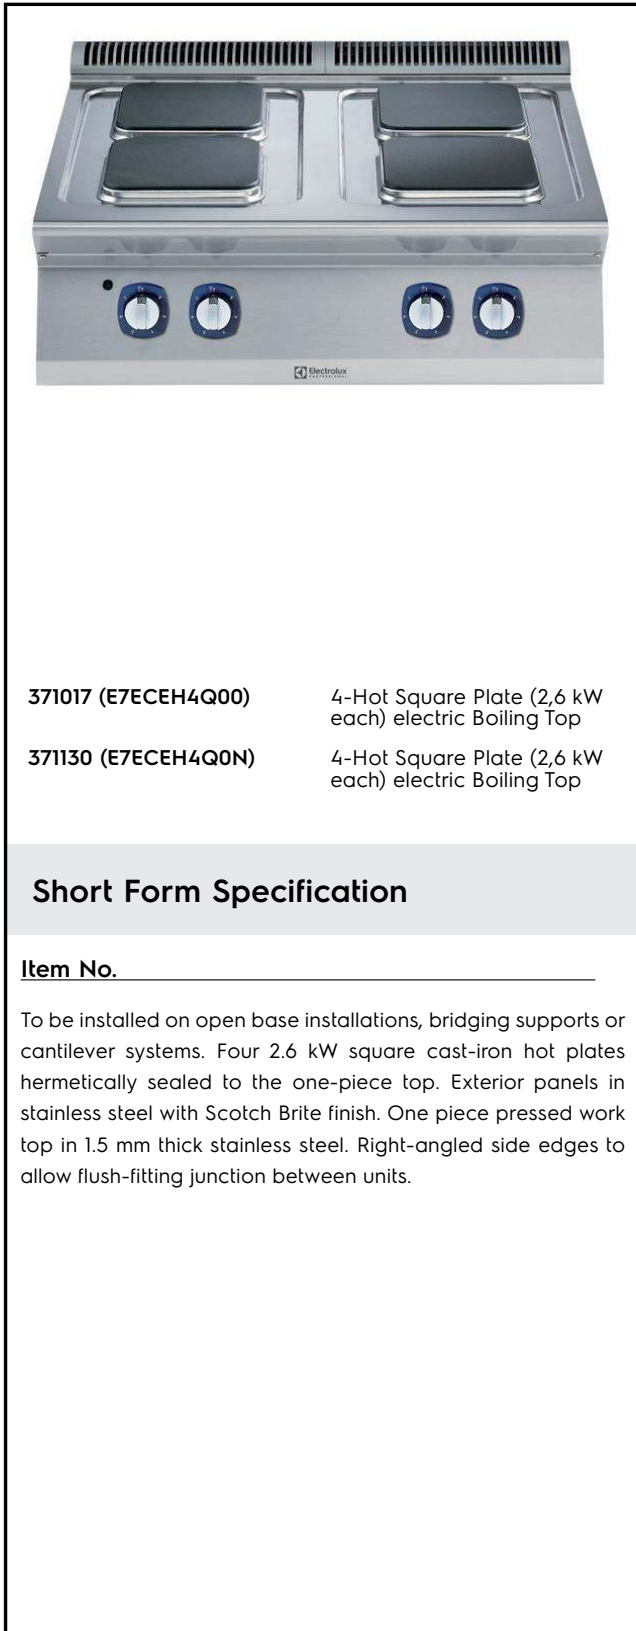 Electrolux
PROFESSIONAL
371017 (E7ECEH4Q00)
4-Hot Square Plate (2,6 kW
each) electric Boiling Top
371130 (E7ECEH4Q0N)
4-Hot Square Plate (2,6 kW
each) electric Boiling Top
Short Form Specification
Item No.
To be installed on open base installations, bridging supports or
cantilever systems. Four 2.6 kW square cast-iron hot plates
hermetically sealed to the one-piece top. Exterior panels in
stainless steel with Scotch Brite finish. One piece pressed work
top in 1.5 mm thick stainless steel. Right-angled side edges to
allow flush-fitting junction between units.